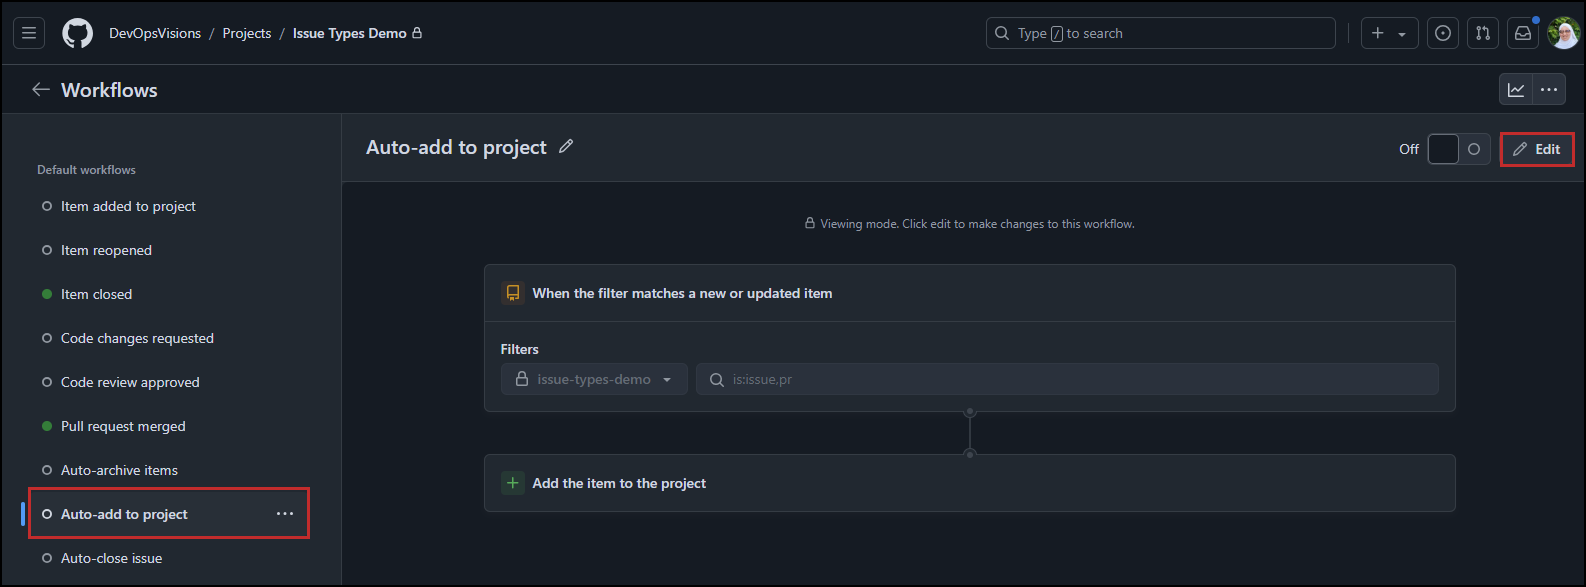 DevOpsVisions / Projects / Issue Types Demo
Type / to search
Workflows
Default workflows
Item added to project
Item reopened
Item closed
Code changes requested
Code review approved
Pull request merged
Auto-archive items
Auto-add to project
Auto-close issue
Auto-add to project
Off
Edit
Viewing mode. Click edit to make changes to this workflow.
When the filter matches a new or updated item
Filters
issue-types-demo
is:issue,pr
Add the item to the project